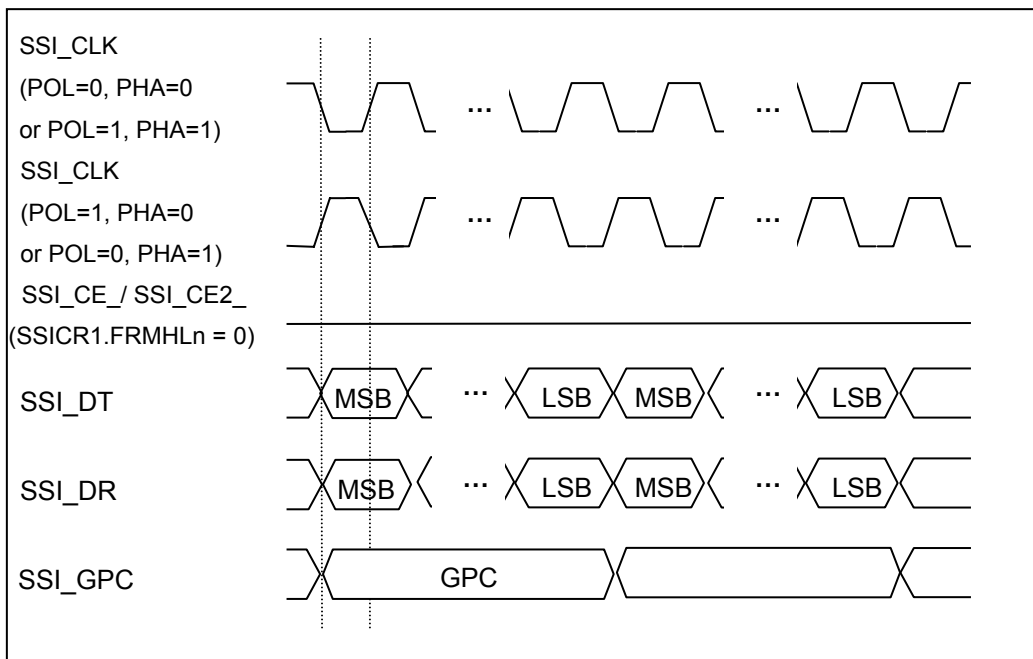 SSI_CLK
(POL=0, PHA=0
or POL=1, PHA=1)
...
...
SSI_CLK
(POL=1, PHA=0
or POL=0, PHA=1)
...
...
SSI_CE_/ SSI_CE2_
(SSICR1.FRMHLn = 0)
SSI_DT
MSB
...
LSB
MSB
...
LSB
SSI_DR
MSB
...
LSB
MSB
...
LSB
SSI_GPC
GPC